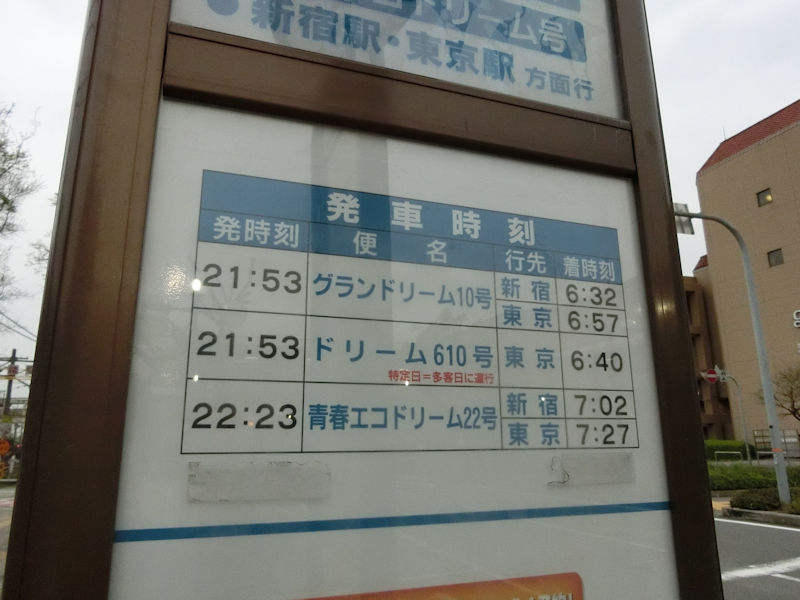 ドリーム号
新宿駅・東京駅 方面行
発車時刻
発時刻 便名 行先 着時刻
21:53 グランドリーム10号 新宿 6:32
東京 6:57
21:53 ドリーム610号 東京 6:40
特定日=多客日に運行
22:23 青春エコドリーム22号 新宿 7:02
東京 7:27